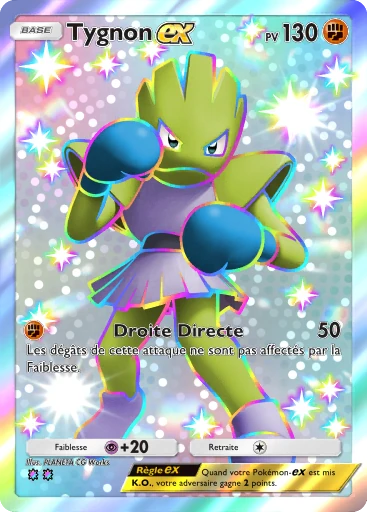 BASE Tygnon ex PV 130
Droite Directe 50
Les dégâts de cette attaque ne sont pas affectés par la
Faiblesse.
Faiblesse +20 Retraite
Illus. PLANETA CG Works
Règle ex Quand votre Pokémon-ex est mis
K.O., votre adversaire gagne 2 points.